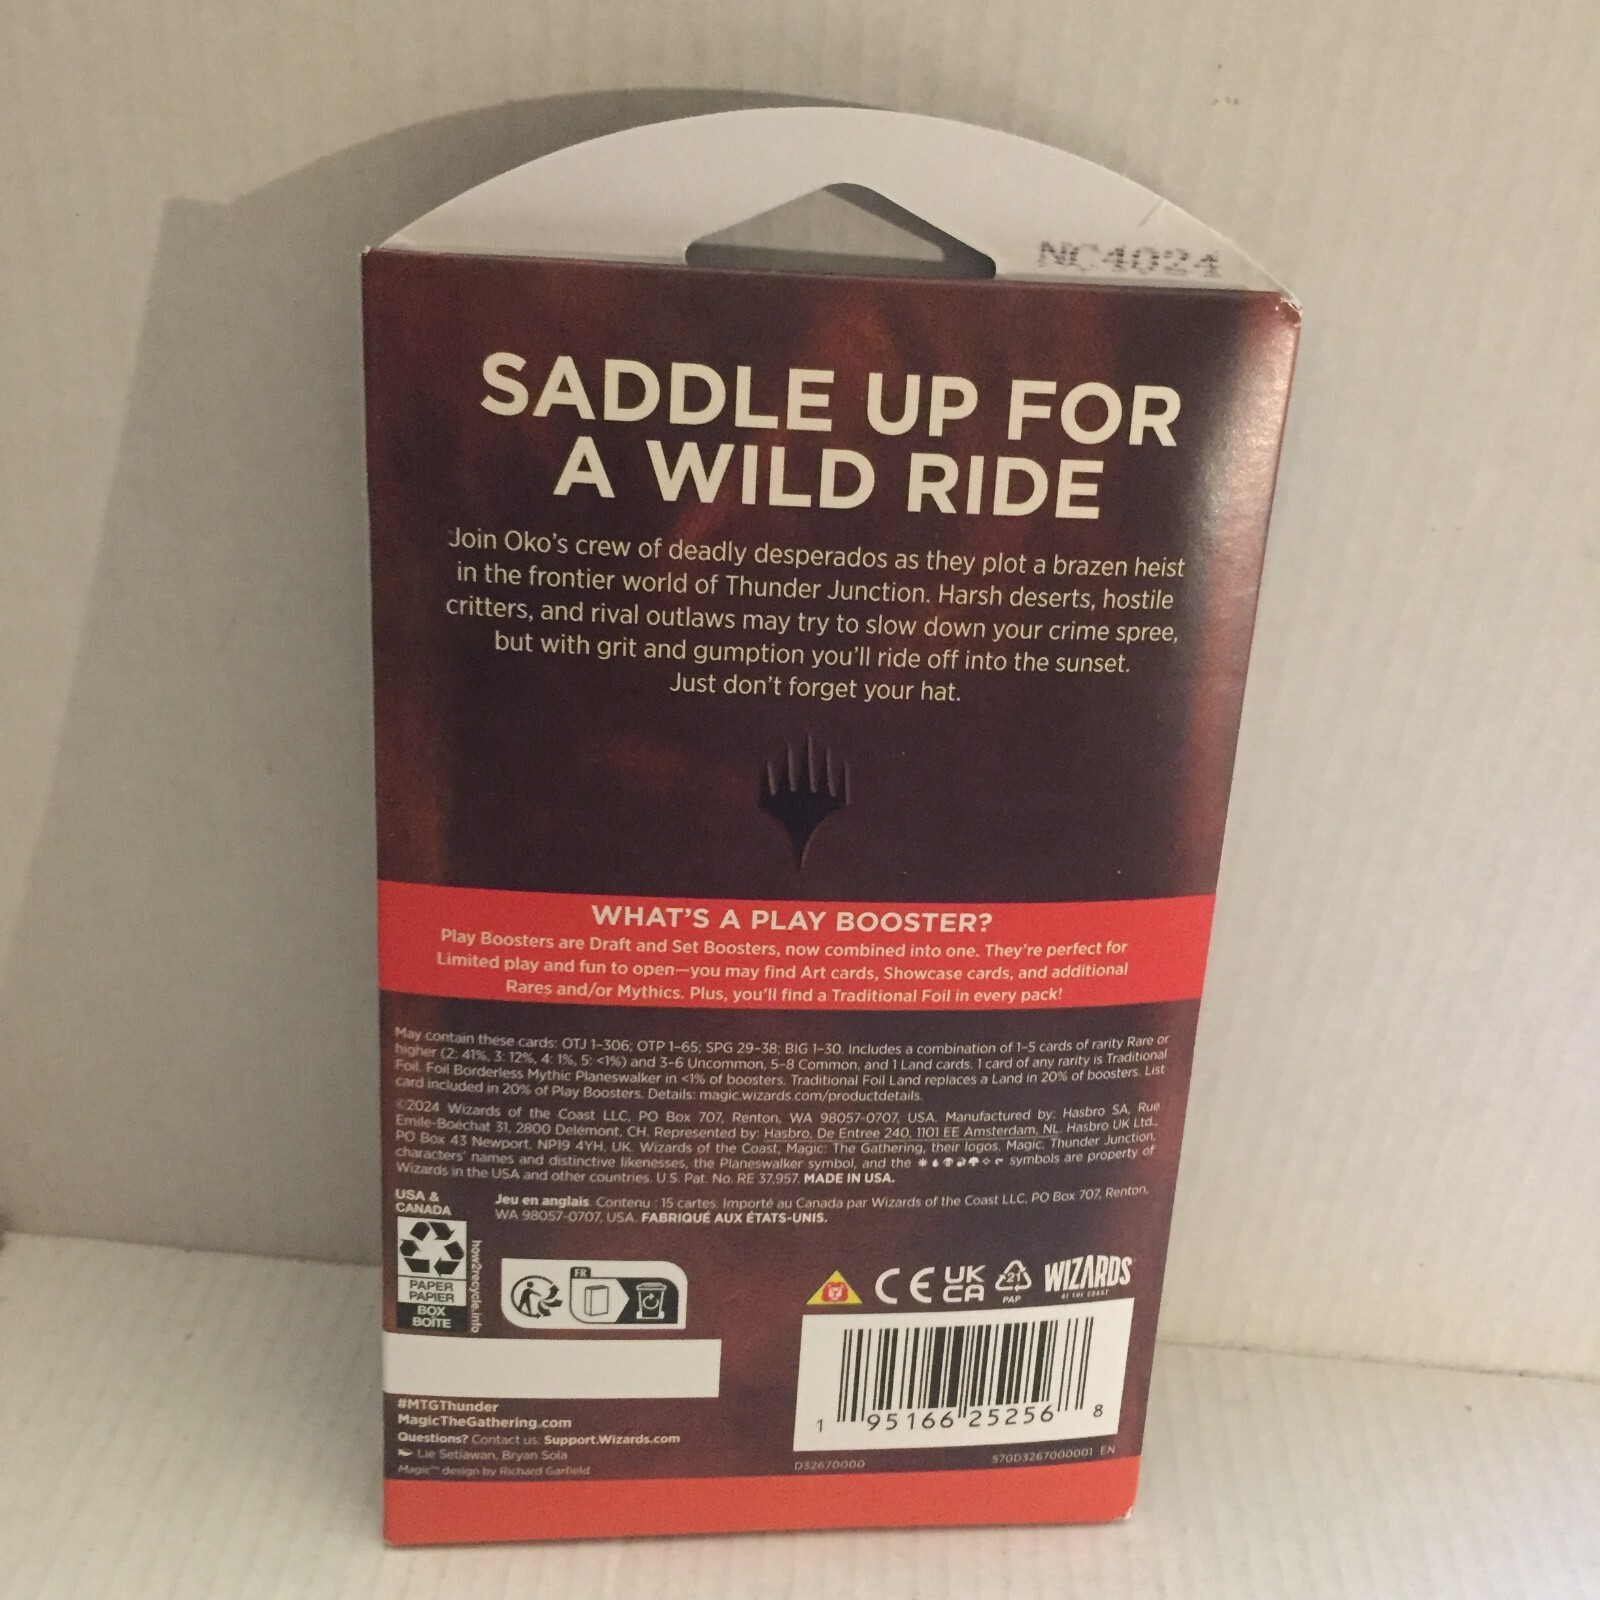 NC4024
SADDLE UP FOR
A WILD RIDE
Join Oko's crew of deadly desperados as they plot a brazen heist
in the frontier world of Thunder Junction. Harsh deserts, hostile
critters, and rival outlaws may try to slow down your crime spree,
but with grit and gumption you'll ride off into the sunset.
Just don't forget your hat.
WHAT'S A PLAY BOOSTER?
Play Boosters are Draft and Set Boosters, now combined into one. They're perfect for
Limited play and fun to open—you may find Art cards, Showcase cards, and additional
Rares and/or Mythics. Plus, you'll find a Traditional Foil in every pack!
May contain these cards: OTJ 1-306; OTP 1-65; SPG 29-38; BIG 1-30. Includes a combination of 1-5 cards of rarity Rare or
higher (2: 41%, 3: 12%, 4: 1%, 5: <1%) and 3-6 Uncommon, 5-8 Common, and 1 Land cards. 1 card of any rarity is Traditional
Foil. Foil Borderless Mythic Planeswalker in <1% of boosters. Traditional Foil Land replaces a Land in 20% of boosters. List
card included in 20% of Play Boosters. Details: magic.wizards.com/productdetails.
©2024 Wizards of the Coast LLC, PO Box 707, Renton, WA 98057-0707, USA. Manufactured by: Hasbro SA, Rue
Emile-Boéchat 31, 2800 Delémont, CH. Represented by: Hasbro, De Entree 240, 1101 EE Amsterdam, NL. Hasbro UK Ltd.,
PO Box 43 Newport, NP19 4YH, UK. Wizards of the Coast, Magic: The Gathering, their logos, Magic, Thunder Junction,
characters' names and distinctive likenesses, the Planeswalker symbol, and the symbols are property of
Wizards in the USA and other countries. U.S. Pat. No. RE 37,957. MADE IN USA.
USA &
CANADA
Jeu en anglais. Contenu : 15 cartes. Importé au Canada par Wizards of the Coast LLC, PO Box 707, Renton,
WA 98057-0707, USA. FABRIQUÉ AUX ÉTATS-UNIS.
PAPER
PAPIER
BOX
BOÎTE
how2recycle.info
FR
CE
UK
CA
21
PAP
WIZARDS
OF THE COAST
1 95166 25256 8
#MTGThunder
MagicTheGathering.com
Questions? Contact us: Support.Wizards.com
Lie Setiawan, Bryan Sola
Magic™ design by Richard Garfield
D32670000
570D3267000001 EN